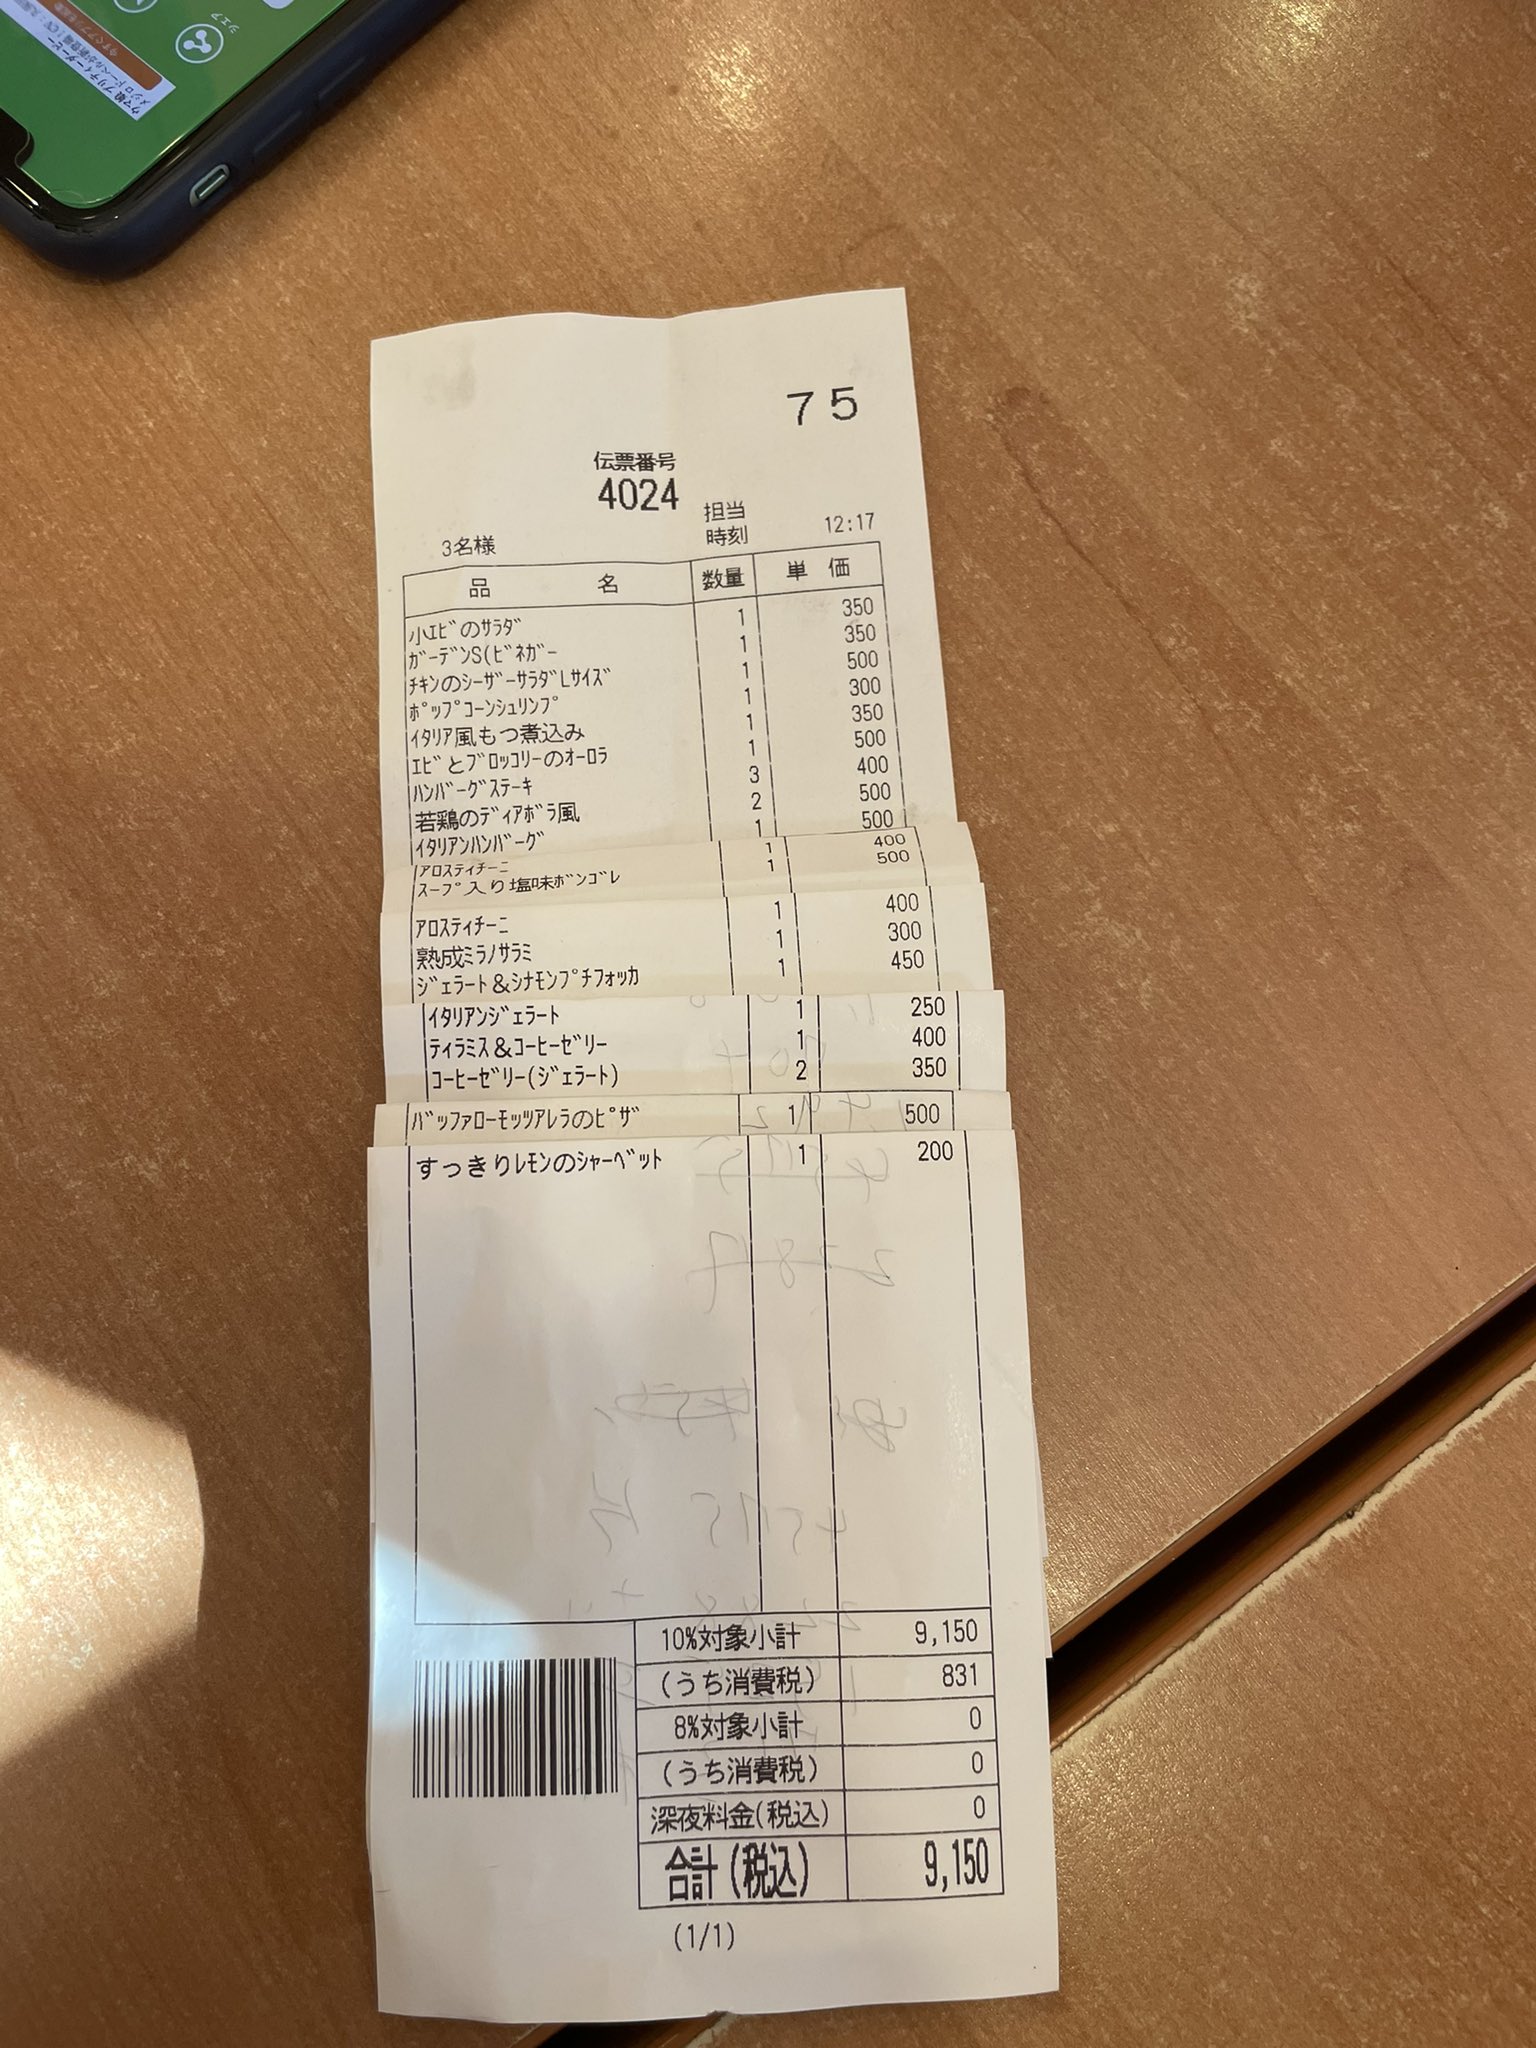 ウマ娘 プリティーダービー
シェア
75
伝票番号
4024
担当
3名様 時刻 12:17
品 名 数量 単 価
小ｴﾋﾞのｻﾗﾀﾞ 1 350
ｶﾞｰﾃﾞﾝS(ﾋﾞﾈｶﾞｰ 1 350
ﾁｷﾝのｼｰｻﾞｰｻﾗﾀﾞLｻｲｽﾞ 1 500
ﾎﾟｯﾌﾟｺｰﾝｼｭﾘﾝﾌﾟ 1 300
ｲﾀﾘｱ風もつ煮込み 1 350
ｴﾋﾞとﾌﾞﾛｯｺﾘｰのｵｰﾛﾗ 1 500
ﾊﾝﾊﾞｰｸﾞｽﾃｰｷ 3 400
若鶏のﾃﾞｨｱﾎﾞﾗ風 2 500
ｲﾀﾘｱﾝﾊﾝﾊﾞｰｸﾞ 1 500
ｱﾛｽﾃｨﾁｰﾆ 1 400
ｽｰﾌﾟ入り塩味ﾎﾞﾝｺﾞﾚ 1 500
ｱﾛｽﾃｨﾁｰﾆ 1 400
熟成ﾐﾗﾉｻﾗﾐ 1 300
ｼﾞｪﾗｰﾄ&ｼﾅﾓﾝﾌﾟﾁﾌｫｯｶ 1 450
ｲﾀﾘｱﾝｼﾞｪﾗｰﾄ 1 250
ﾃｨﾗﾐｽ&ｺｰﾋｰｾﾞﾘｰ 1 400
ｺｰﾋｰｾﾞﾘｰ(ｼﾞｪﾗｰﾄ) 2 350
ﾊﾞｯﾌｧﾛｰﾓｯﾂｱﾚﾗのﾋﾟｻﾞ 1 500
すっきりﾚﾓﾝのｼｬｰﾍﾞｯﾄ 1 200
10%対象小計 9,150
(うち消費税) 831
8%対象小計 0
(うち消費税) 0
深夜料金(税込) 0
合計(税込) 9,150
(1/1)